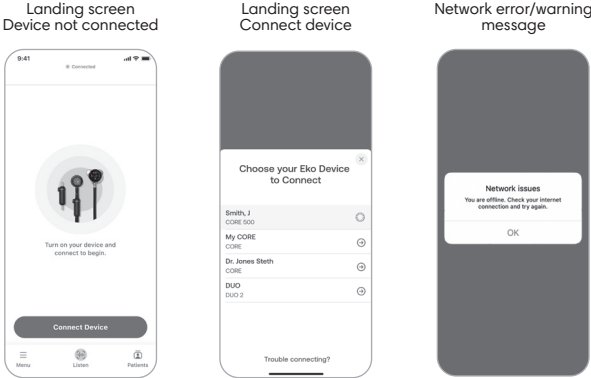 Landing screen
Device not connected
9:41
Connected
Turn on your device and
connect to begin.
Connect Device
Menu
Listen
Patients
Landing screen
Connect device
Choose your Eko Device
to Connect
Smith, J
CORE 500
My CORE
CORE
Dr. Jones Steth
CORE
DUO
DUO 2
Trouble connecting?
Network error/warning
message
Network issues
You are offline. Check your internet
connection and try again.
OK